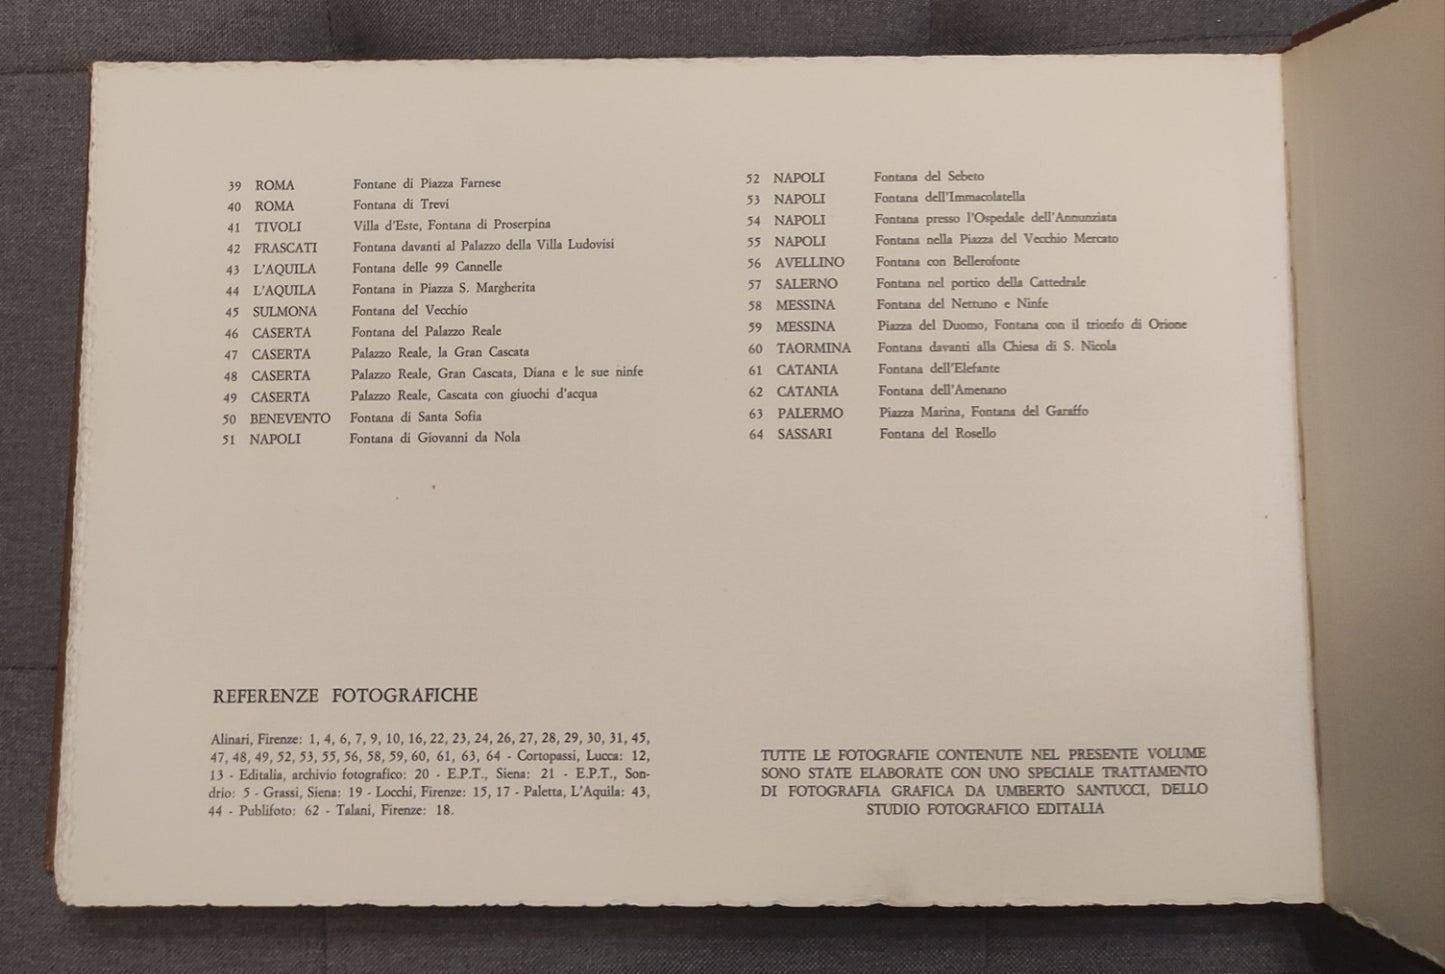 39 ROMA Fontane di Piazza Farnese
40 ROMA Fontana di Trevi
41 TIVOLI Villa d'Este, Fontana di Proserpina
42 FRASCATI Fontana davanti al Palazzo della Villa Ludovisi
43 L'AQUILA Fontana delle 99 Cannelle
44 L'AQUILA Fontana in Piazza S. Margherita
45 SULMONA Fontana del Vecchio
46 CASERTA Fontana del Palazzo Reale
47 CASERTA Palazzo Reale, la Gran Cascata
48 CASERTA Palazzo Reale, Gran Cascata, Diana e le sue ninfe
49 CASERTA Palazzo Reale, Cascata con giuochi d'acqua
50 BENEVENTO Fontana di Santa Sofia
51 NAPOLI Fontana di Giovanni da Nola
52 NAPOLI Fontana del Sebeto
53 NAPOLI Fontana dell'Immacolatella
54 NAPOLI Fontana presso l'Ospedale dell'Annunziata
55 NAPOLI Fontana nella Piazza del Vecchio Mercato
56 AVELLINO Fontana con Bellerofonte
57 SALERNO Fontana nel portico della Cattedrale
58 MESSINA Fontana del Nettuno e Ninfe
59 MESSINA Piazza del Duomo, Fontana con il trionfo di Orione
60 TAORMINA Fontana davanti alla Chiesa di S. Nicola
61 CATANIA Fontana dell'Elefante
62 CATANIA Fontana dell'Amenano
63 PALERMO Piazza Marina, Fontana del Garaffo
64 SASSARI Fontana del Rosello
REFERENZE FOTOGRAFICHE
Alinari, Firenze: 1, 4, 6, 7, 9, 10, 16, 22, 23, 24, 26, 27, 28, 29, 30, 31, 45,
47, 48, 49, 52, 53, 55, 56, 58, 59, 60, 61, 63, 64 - Cortopassi, Lucca: 12,
13 - Editalia, archivio fotografico: 20 - E.P.T., Siena: 21 - E.P.T., Son-
drio: 5 - Grassi, Siena: 19 - Locchi, Firenze: 15, 17 - Paletta, L'Aquila: 43,
44 - Publifoto: 62 - Talani, Firenze: 18.
TUTTE LE FOTOGRAFIE CONTENUTE NEL PRESENTE VOLUME
SONO STATE ELABORATE CON UNO SPECIALE TRATTAMENTO
DI FOTOGRAFIA GRAFICA DA UMBERTO SANTUCCI, DELLO
STUDIO FOTOGRAFICO EDITALIA